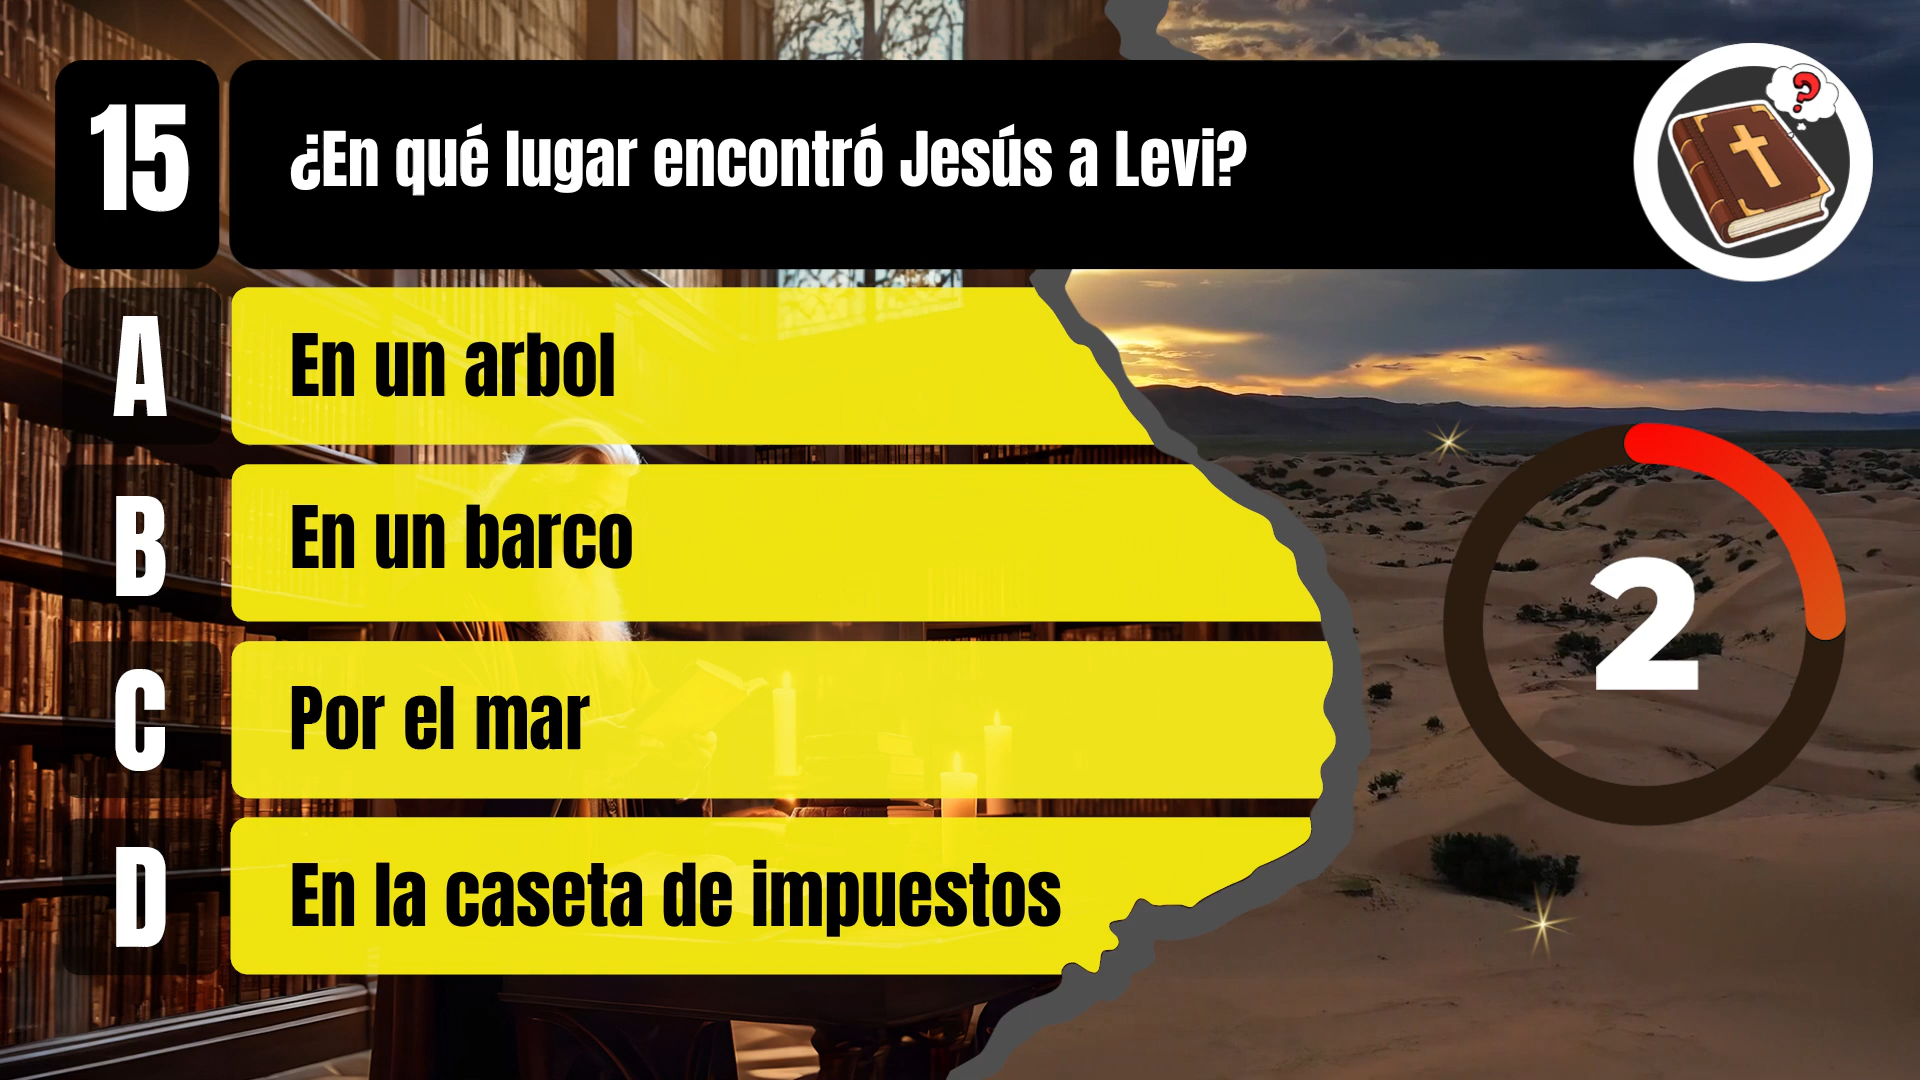 15
¿En qué lugar encontró Jesús a Levi?
?
A
En un arbol
B
En un barco
2
C
Por el mar
D
En la caseta de impuestos